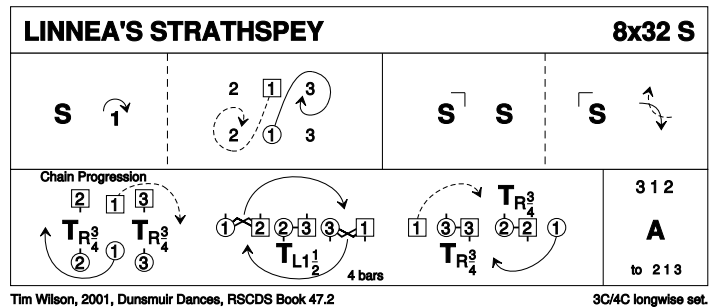 LINNEA'S STRATHSPEY 8x32 S
S 1
2 1 3
2 1 3
S S
S
Chain Progression
2 1 3
T R 3/4 T R 3/4
2 1 3
1 2 2 3 3 1
T L 1 1/2
4 bars
T R 3/4
1 3 3 2 2 1
T R 3/4
3 1 2
A
to 2 1 3
Tim Wilson, 2001, Dunsmuir Dances, RSCDS Book 47.2 3C/4C longwise set.